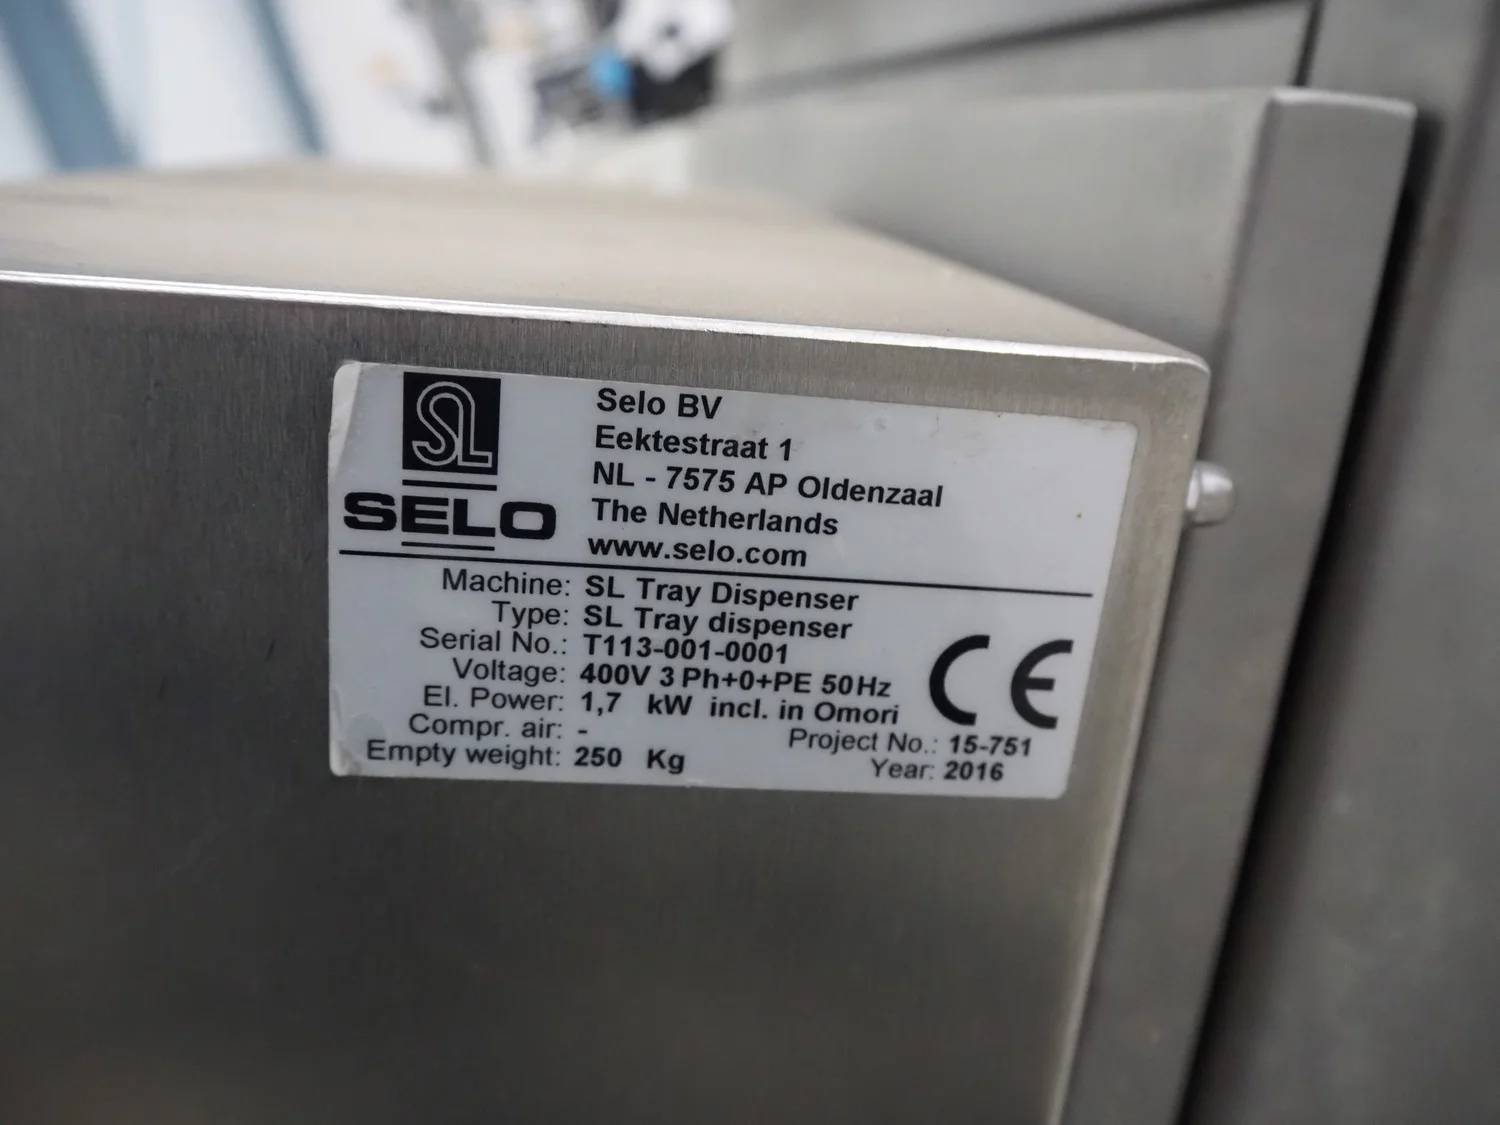 SL
SELO
Selo BV
Eektestraat 1
NL - 7575 AP Oldenzaal
The Netherlands
www.selo.com
Machine: SL Tray Dispenser
Type: SL Tray dispenser
Serial No.: T113-001-0001
Voltage: 400V 3 Ph+0+PE 50Hz
El. Power: 1,7 kW incl. in Omori
Compr. air: -
Empty weight: 250 Kg
CE
Project No.: 15-751
Year: 2016